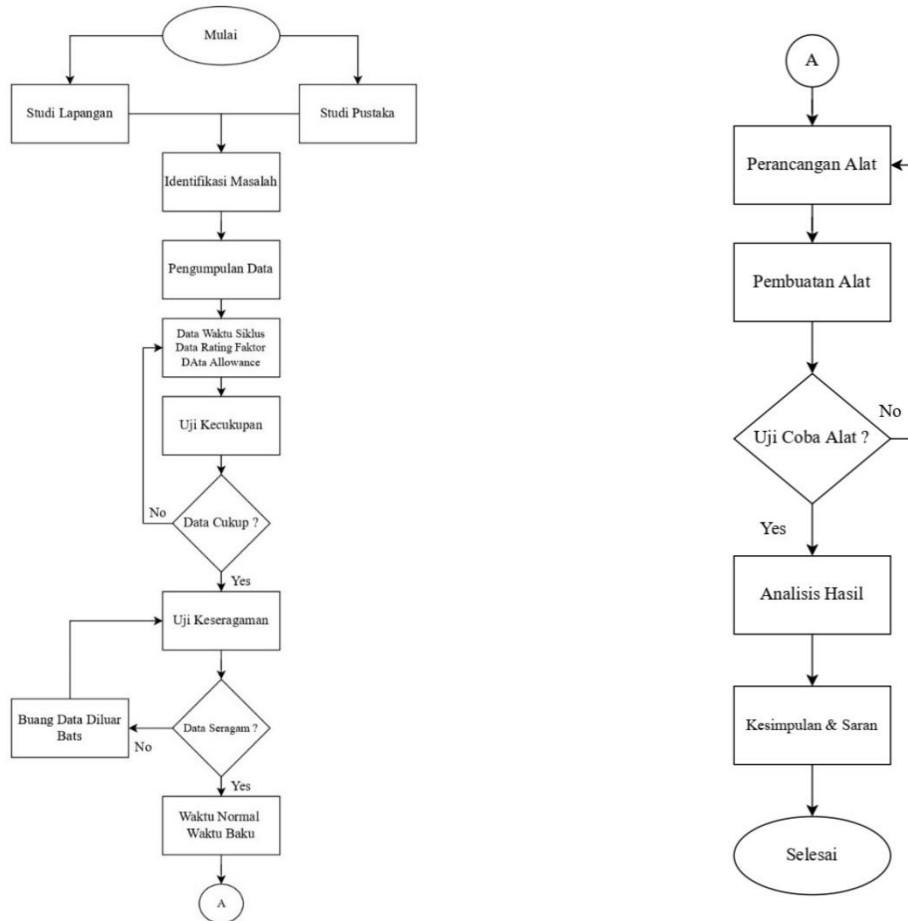 Mulai
Studi Lapangan
Studi Pustaka
Identifikasi Masalah
Pengumpulan Data
Data Waktu Siklus
Data Rating Faktor
DAta Allowance
Uji Kecukupan
Data Cukup ?
No
Yes
Uji Keseragaman
Data Seragam ?
No
Buang Data Diluar
Bats
Yes
Waktu Normal
Waktu Baku
A
A
Perancangan Alat
Pembuatan Alat
Uji Coba Alat ?
No
Yes
Analisis Hasil
Kesimpulan & Saran
Selesai